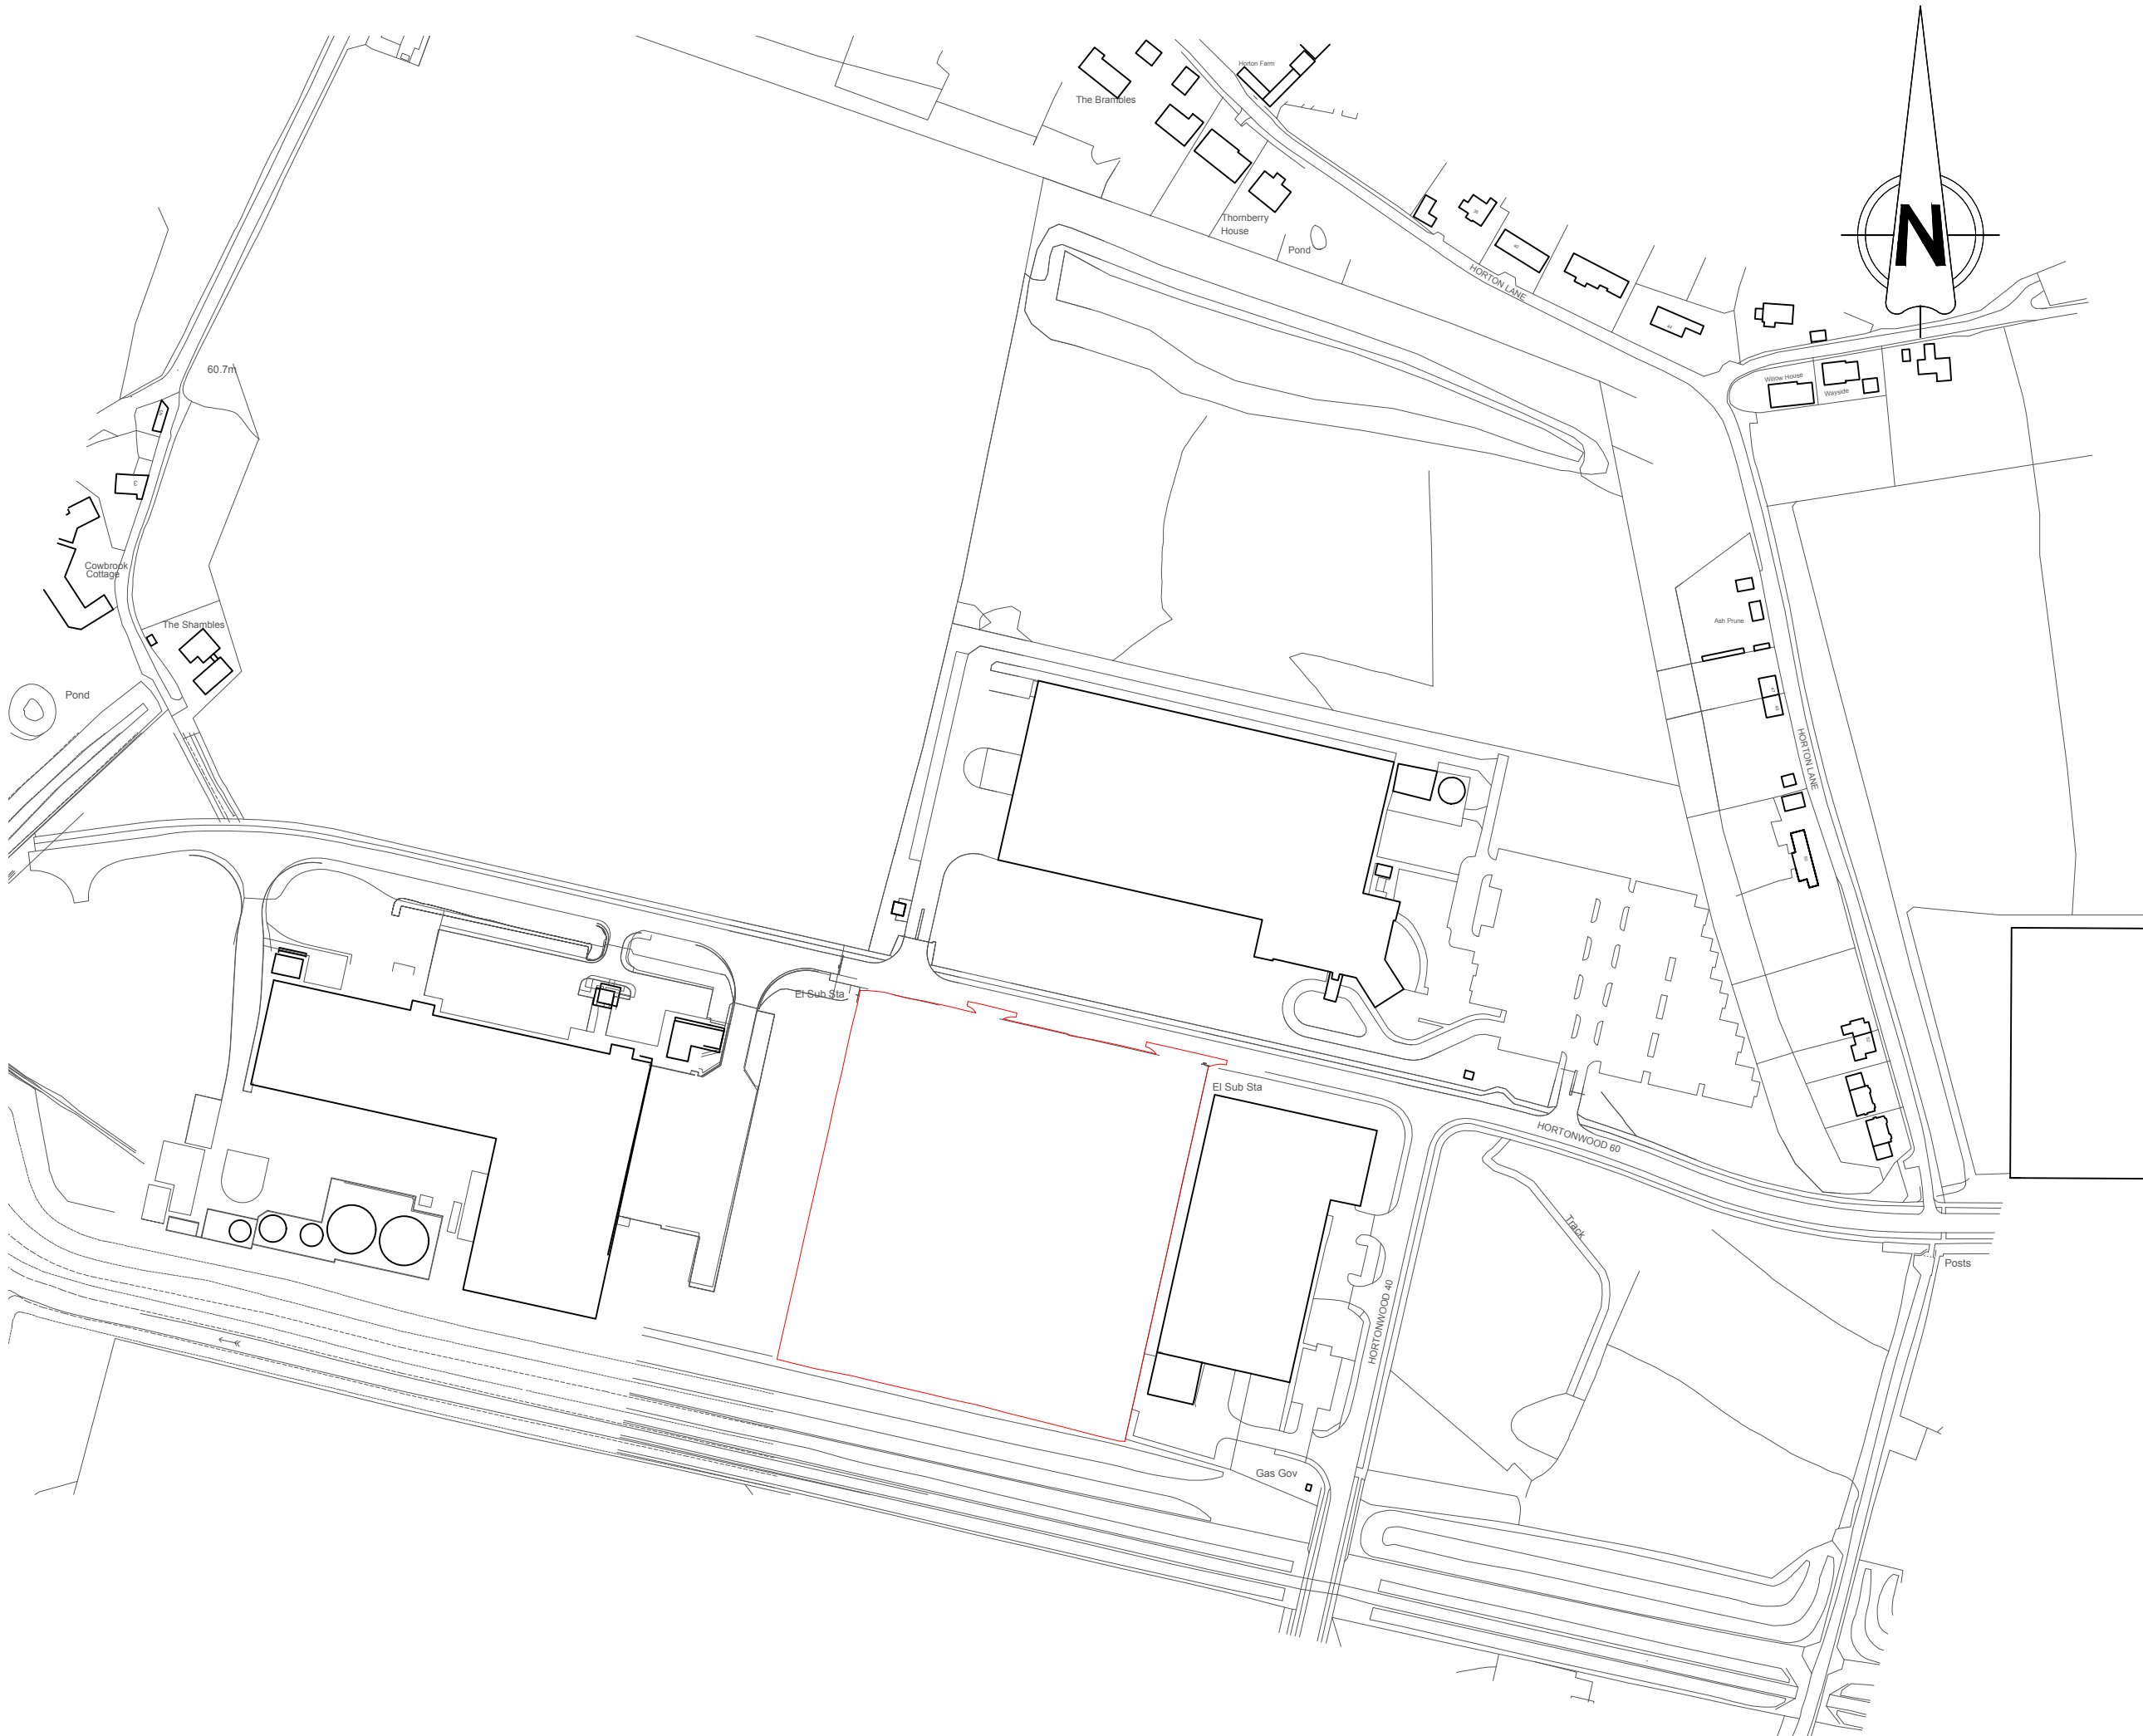 Horton Farm
The Brambles
Thornberry
House
Pond
HORTON LANE
N
60.7m
Willow House
Wayside
3
Cowbrook
Cottage
The Shambles
Ash Prune
Pond
HORTON LANE
El Sub Sta
El Sub Sta
HORTONWOOD 60
Track
Posts
HORTONWOOD 40
Gas Gov